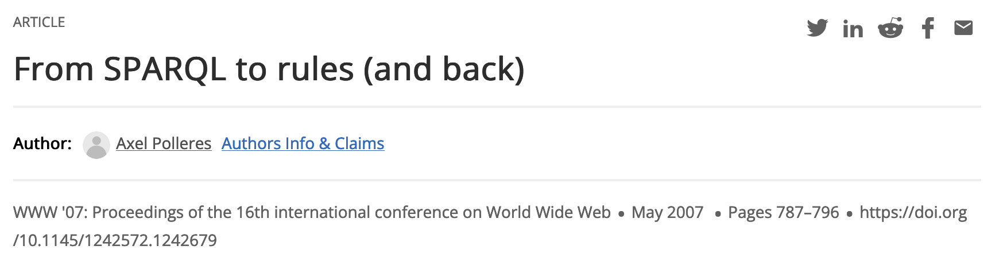 ARTICLE
From SPARQL to rules (and back)
Author: Axel Polleres Authors Info & Claims
WWW '07: Proceedings of the 16th international conference on World Wide Web • May 2007 • Pages 787–796 • https://doi.org
/10.1145/1242572.1242679